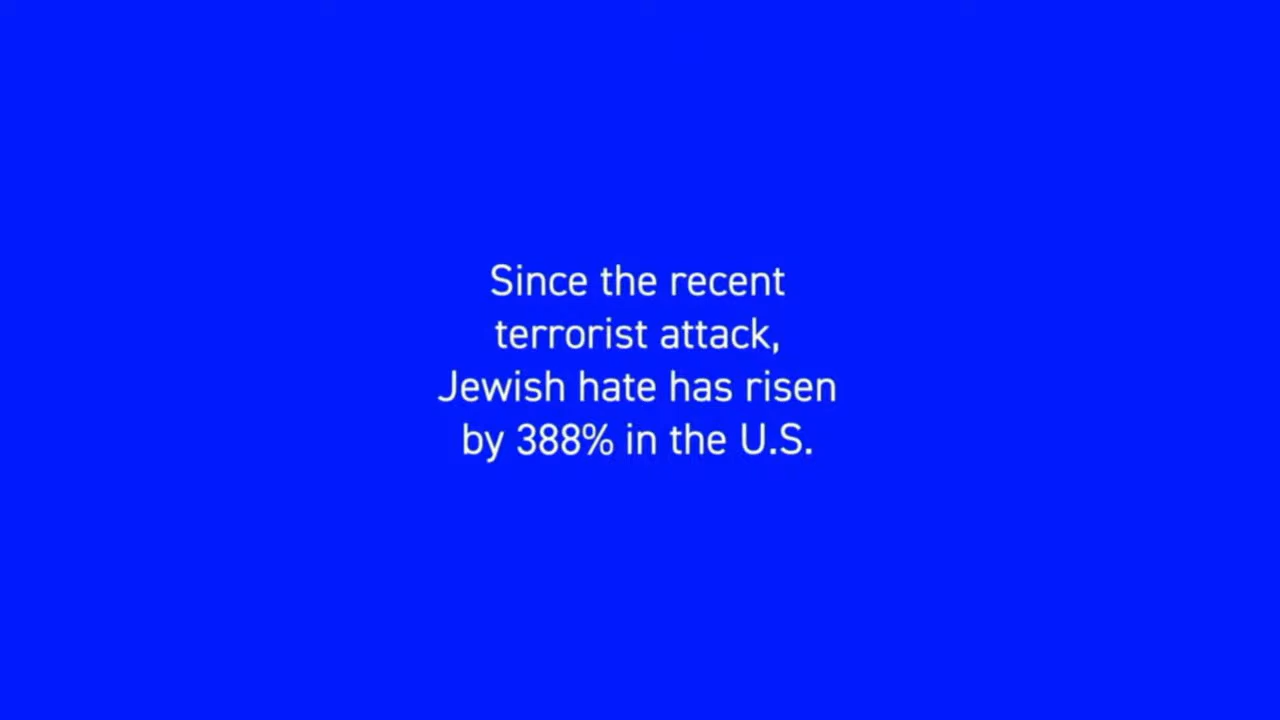 Since the recent
terrorist attack,
Jewish hate has risen
by 388% in the U.S.